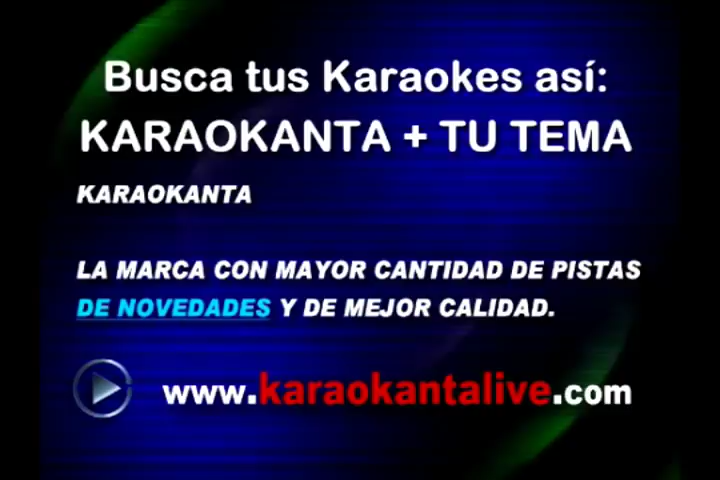 Busca tus Karaokes así:
KARAOKANTA + TU TEMA
KARAOKANTA
LA MARCA CON MAYOR CANTIDAD DE PISTAS
DE NOVEDADES Y DE MEJOR CALIDAD.
www.karaokantalive.com